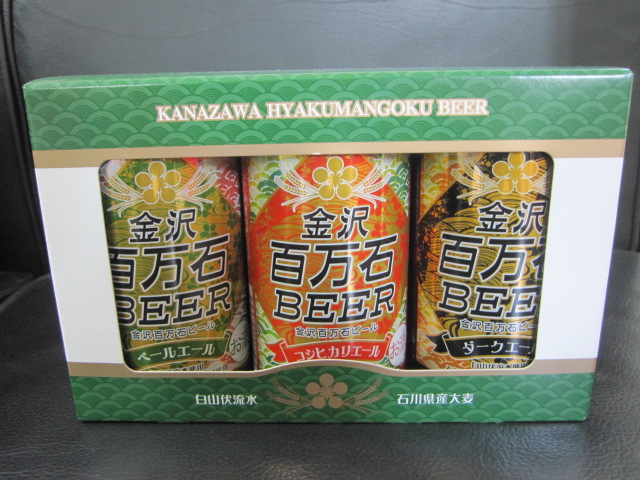 KANAZAWA HYAKUMANGOKU BEER
金沢
百万石
BEER
金沢百万石ビール
ペールエール
金沢
百万石
BEER
金沢百万石ビール
コシヒカリエール
金沢
百万石
BEER
金沢百万石ビール
ダークエー
白山伏流水
石川県産大麦